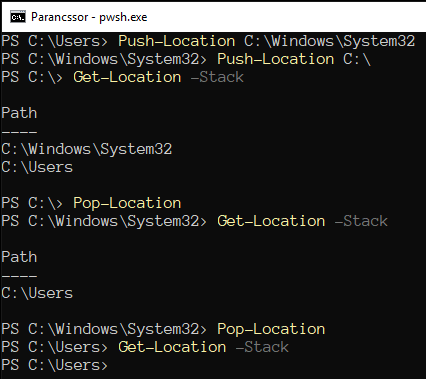 Parancssor - pwsh.exe
PS C:\Users> Push-Location C:\Windows\System32
PS C:\Windows\System32> Push-Location C:\
PS C:\> Get-Location -Stack
Path
----
C:\Windows\System32
C:\Users
PS C:\> Pop-Location
PS C:\Windows\System32> Get-Location -Stack
Path
----
C:\Users
PS C:\Windows\System32> Pop-Location
PS C:\Users> Get-Location -Stack
PS C:\Users>